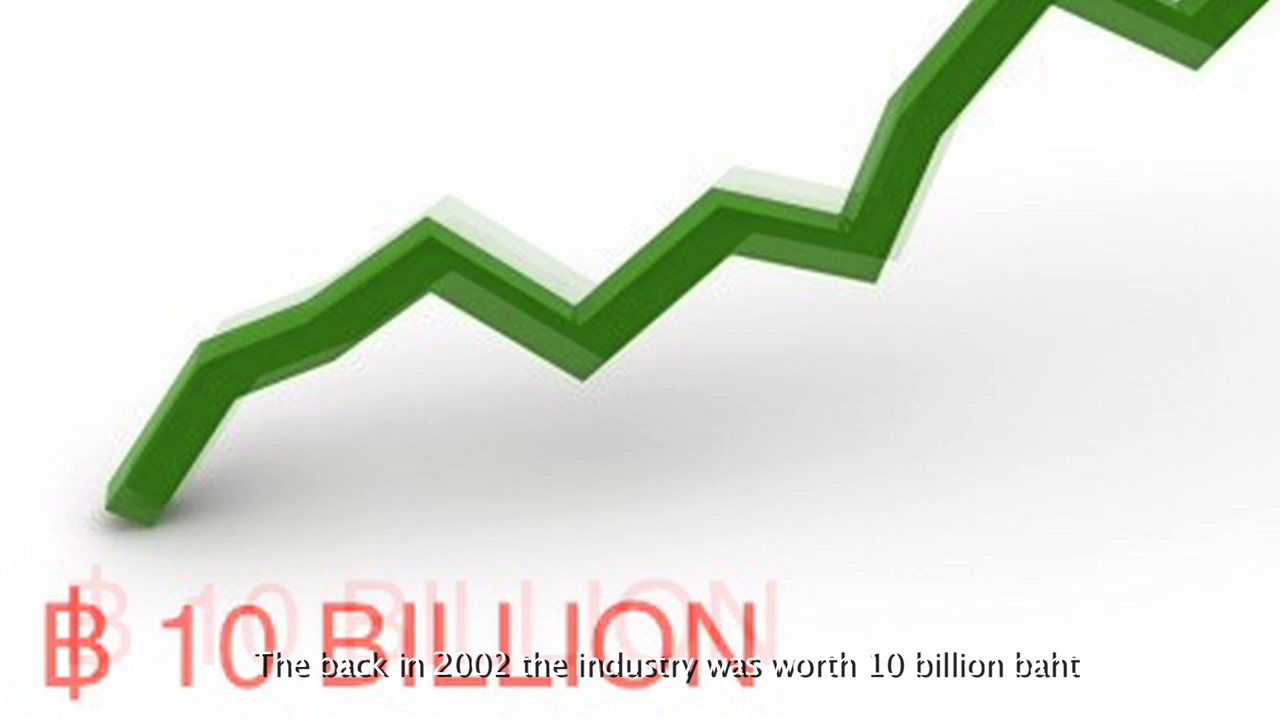 ฿ 10 BILLION
The back in 2002 the industry was worth 10 billion baht